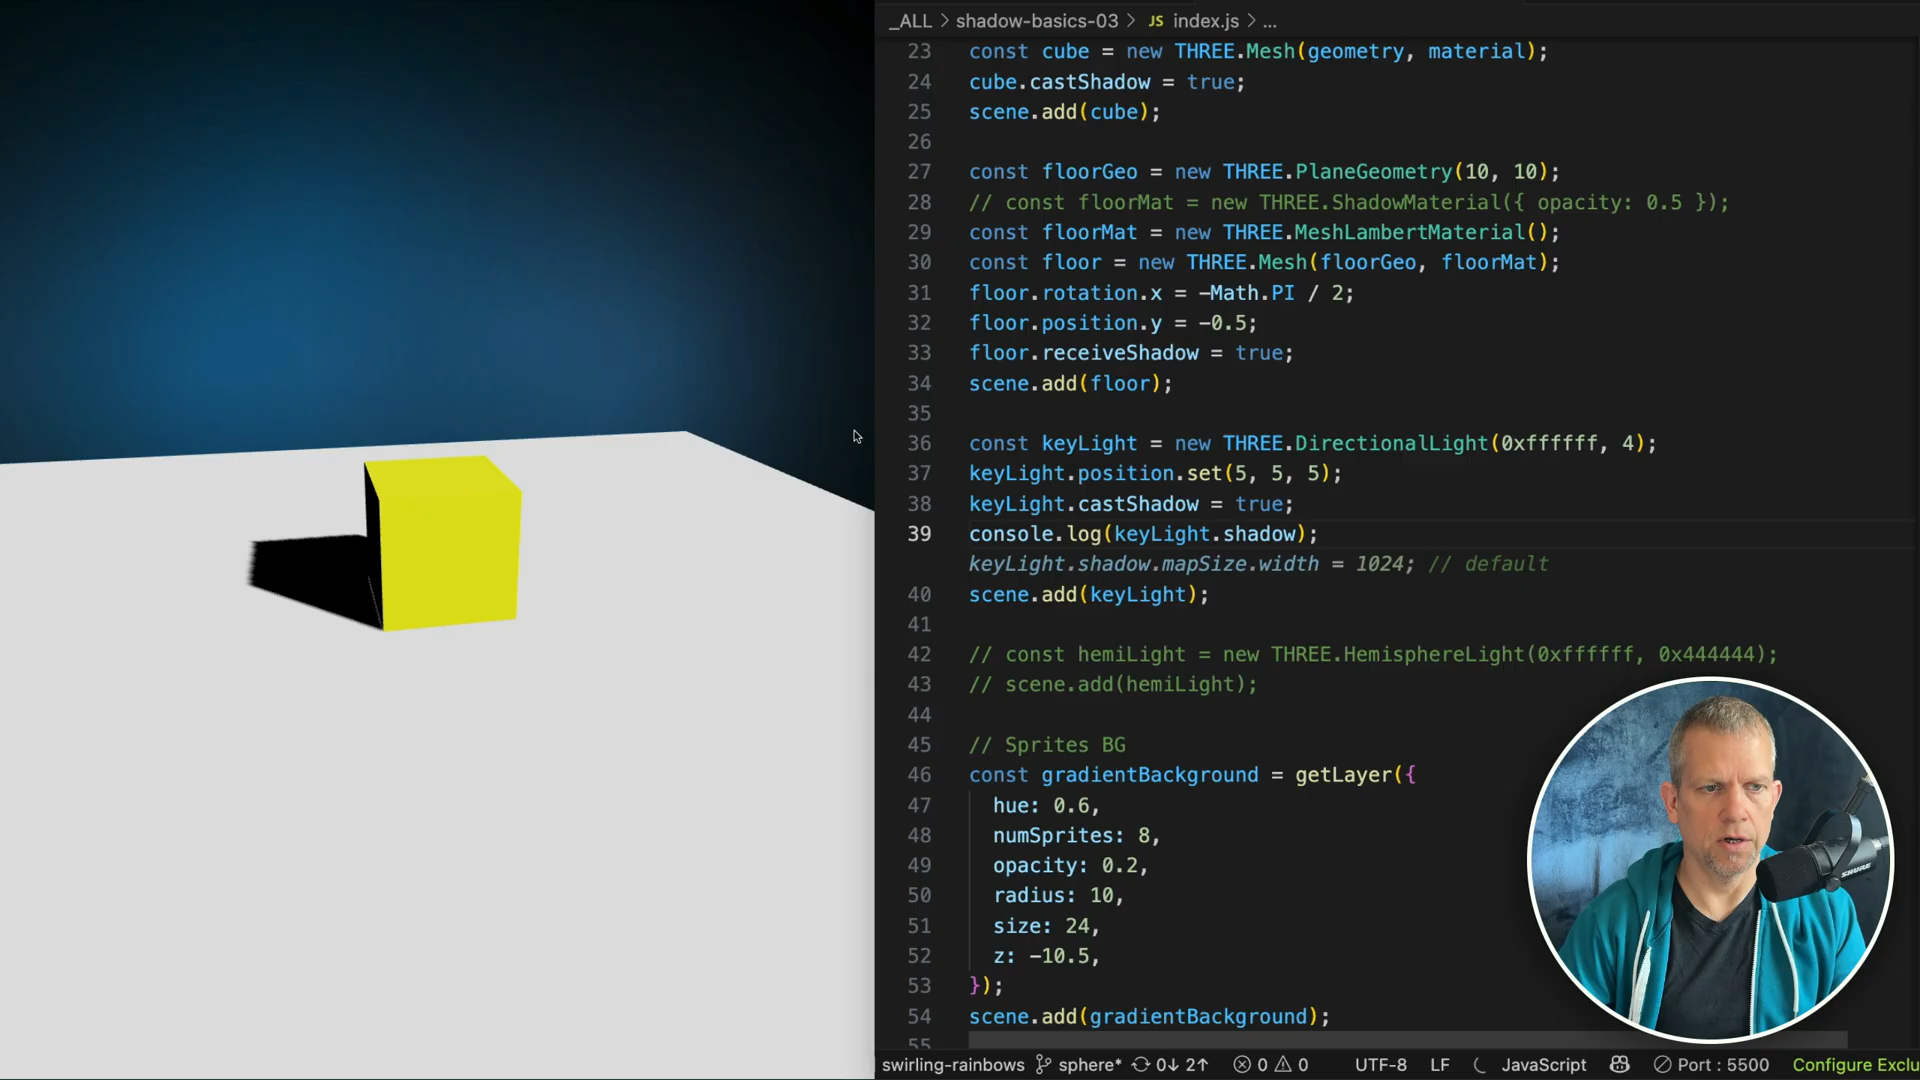 _ALL > shadow-basics-03 > JS index.js > ...
23 const cube = new THREE.Mesh(geometry, material);
24 cube.castShadow = true;
25 scene.add(cube);
26
27 const floorGeo = new THREE.PlaneGeometry(10, 10);
28 // const floorMat = new THREE.ShadowMaterial({ opacity: 0.5 });
29 const floorMat = new THREE.MeshLambertMaterial();
30 const floor = new THREE.Mesh(floorGeo, floorMat);
31 floor.rotation.x = -Math.PI / 2;
32 floor.position.y = -0.5;
33 floor.receiveShadow = true;
34 scene.add(floor);
35
36 const keyLight = new THREE.DirectionalLight(0xffffff, 4);
37 keyLight.position.set(5, 5, 5);
38 keyLight.castShadow = true;
39 console.log(keyLight.shadow);
keyLight.shadow.mapSize.width = 1024; // default
40 scene.add(keyLight);
41
42 // const hemiLight = new THREE.HemisphereLight(0xffffff, 0x444444);
43 // scene.add(hemiLight);
44
45 // Sprites BG
46 const gradientBackground = getLayer({
47 hue: 0.6,
48 numSprites: 8,
49 opacity: 0.2,
50 radius: 10,
51 size: 24,
52 z: -10.5,
53 });
54 scene.add(gradientBackground);
55
swirling-rainbows sphere* 0↓ 2↑ 0 0 UTF-8 LF JavaScript Port : 5500 Configure Exclu
SHURE